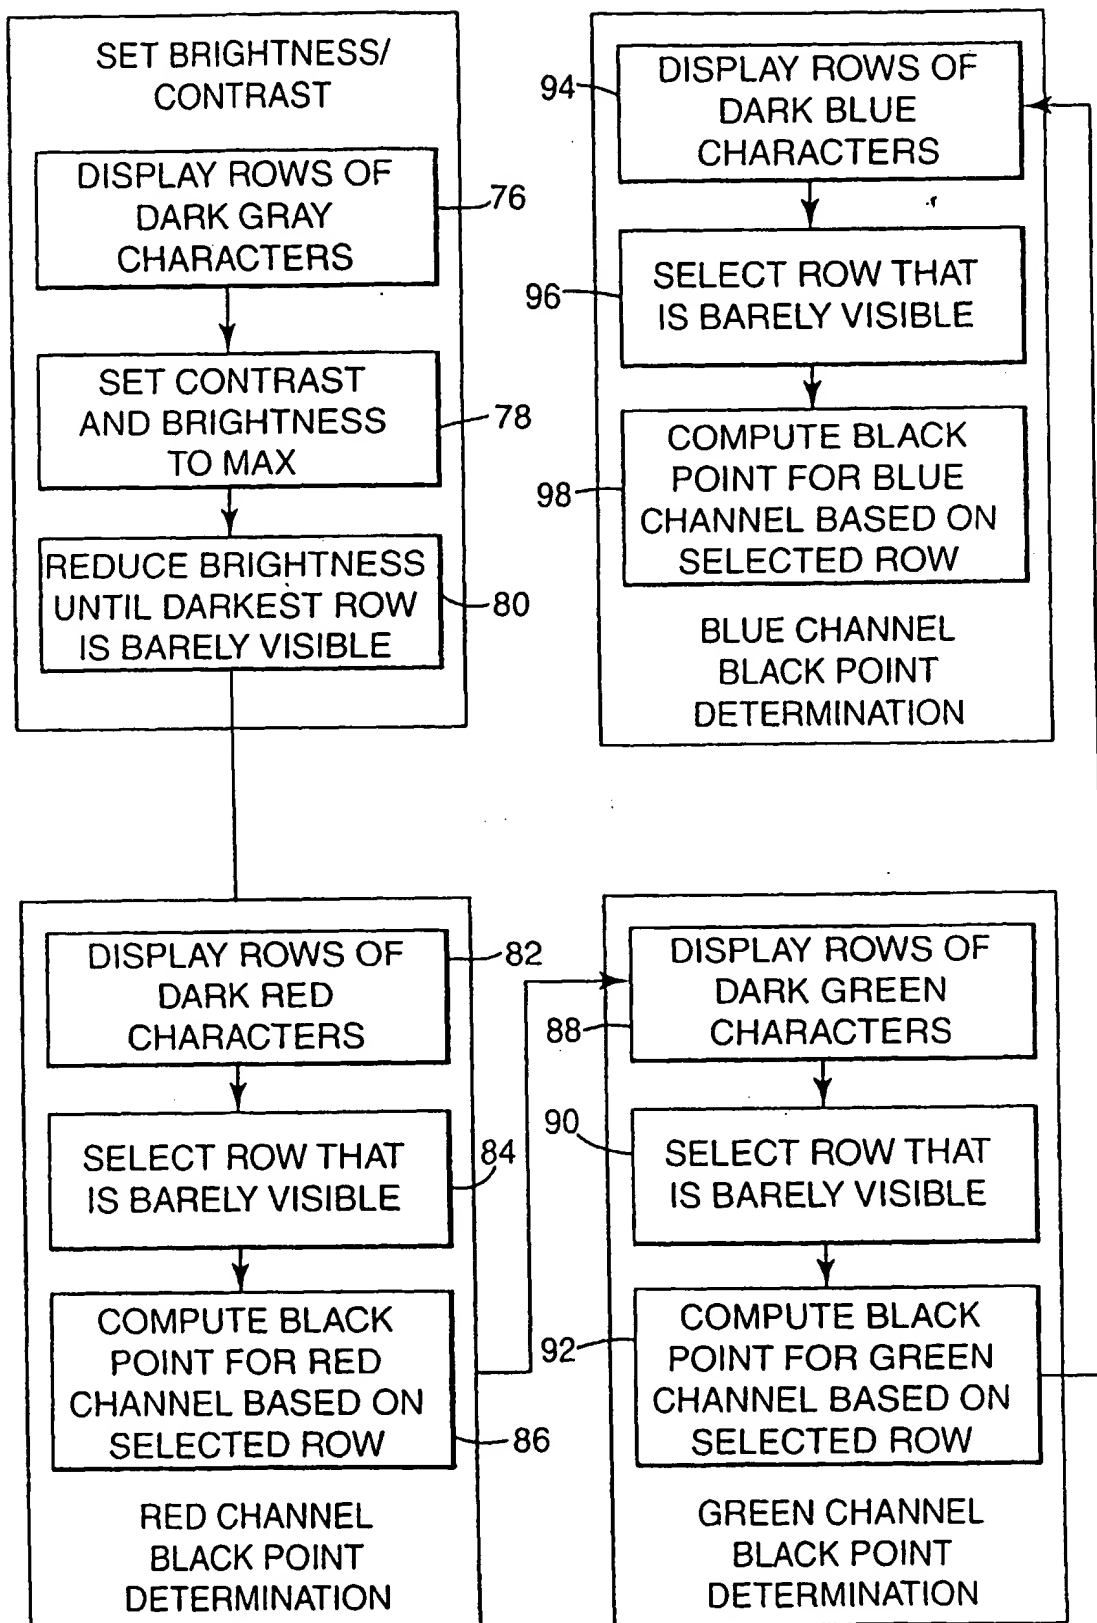 SET BRIGHTNESS/
CONTRAST
DISPLAY ROWS OF
DARK GRAY
CHARACTERS
76
SET CONTRAST
AND BRIGHTNESS
TO MAX
78
REDUCE BRIGHTNESS
UNTIL DARKEST ROW
IS BARELY VISIBLE
80
DISPLAY ROWS OF
DARK RED
CHARACTERS
82
SELECT ROW THAT
IS BARELY VISIBLE
84
COMPUTE BLACK
POINT FOR RED
CHANNEL BASED ON
SELECTED ROW
86
RED CHANNEL
BLACK POINT
DETERMINATION
DISPLAY ROWS OF
DARK GREEN
CHARACTERS
88
90
SELECT ROW THAT
IS BARELY VISIBLE
92
COMPUTE BLACK
POINT FOR GREEN
CHANNEL BASED ON
SELECTED ROW
GREEN CHANNEL
BLACK POINT
DETERMINATION
94
DISPLAY ROWS OF
DARK BLUE
CHARACTERS
96
SELECT ROW THAT
IS BARELY VISIBLE
98
COMPUTE BLACK
POINT FOR BLUE
CHANNEL BASED ON
SELECTED ROW
BLUE CHANNEL
BLACK POINT
DETERMINATION